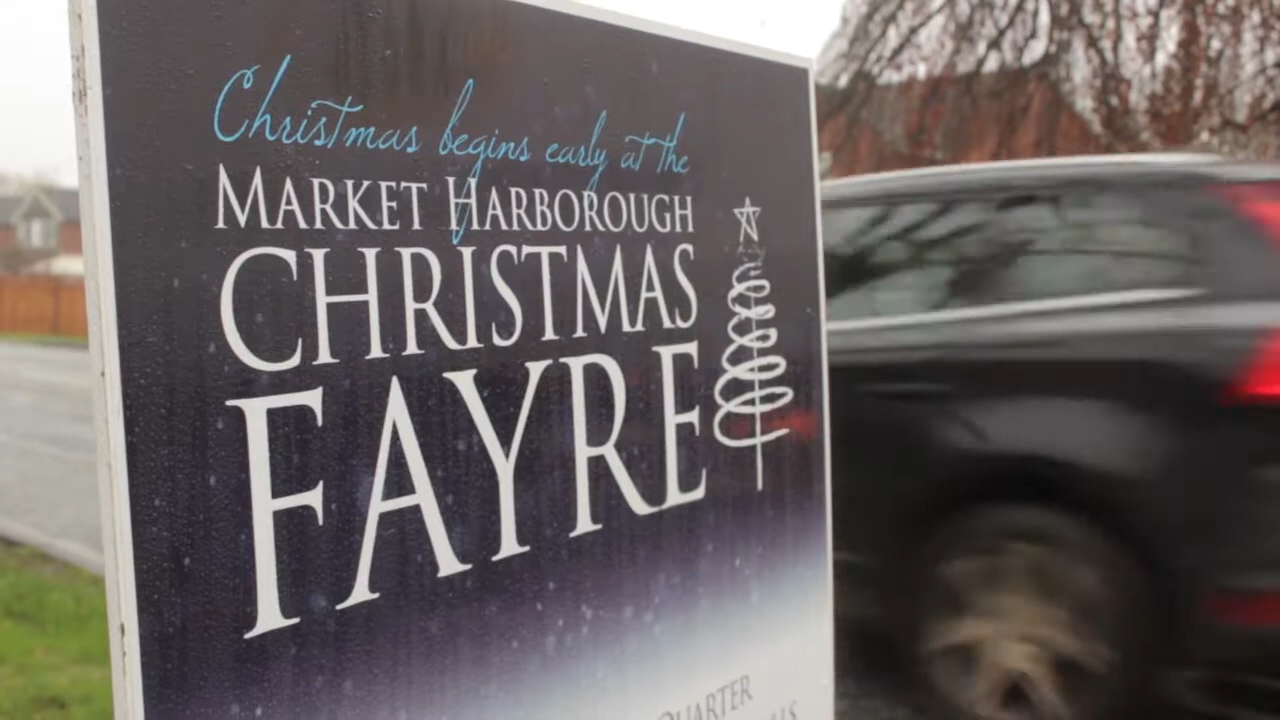 Christmas begins early at the
MARKET HARBOROUGH
CHRISTMAS
FAYRE
QUARTER